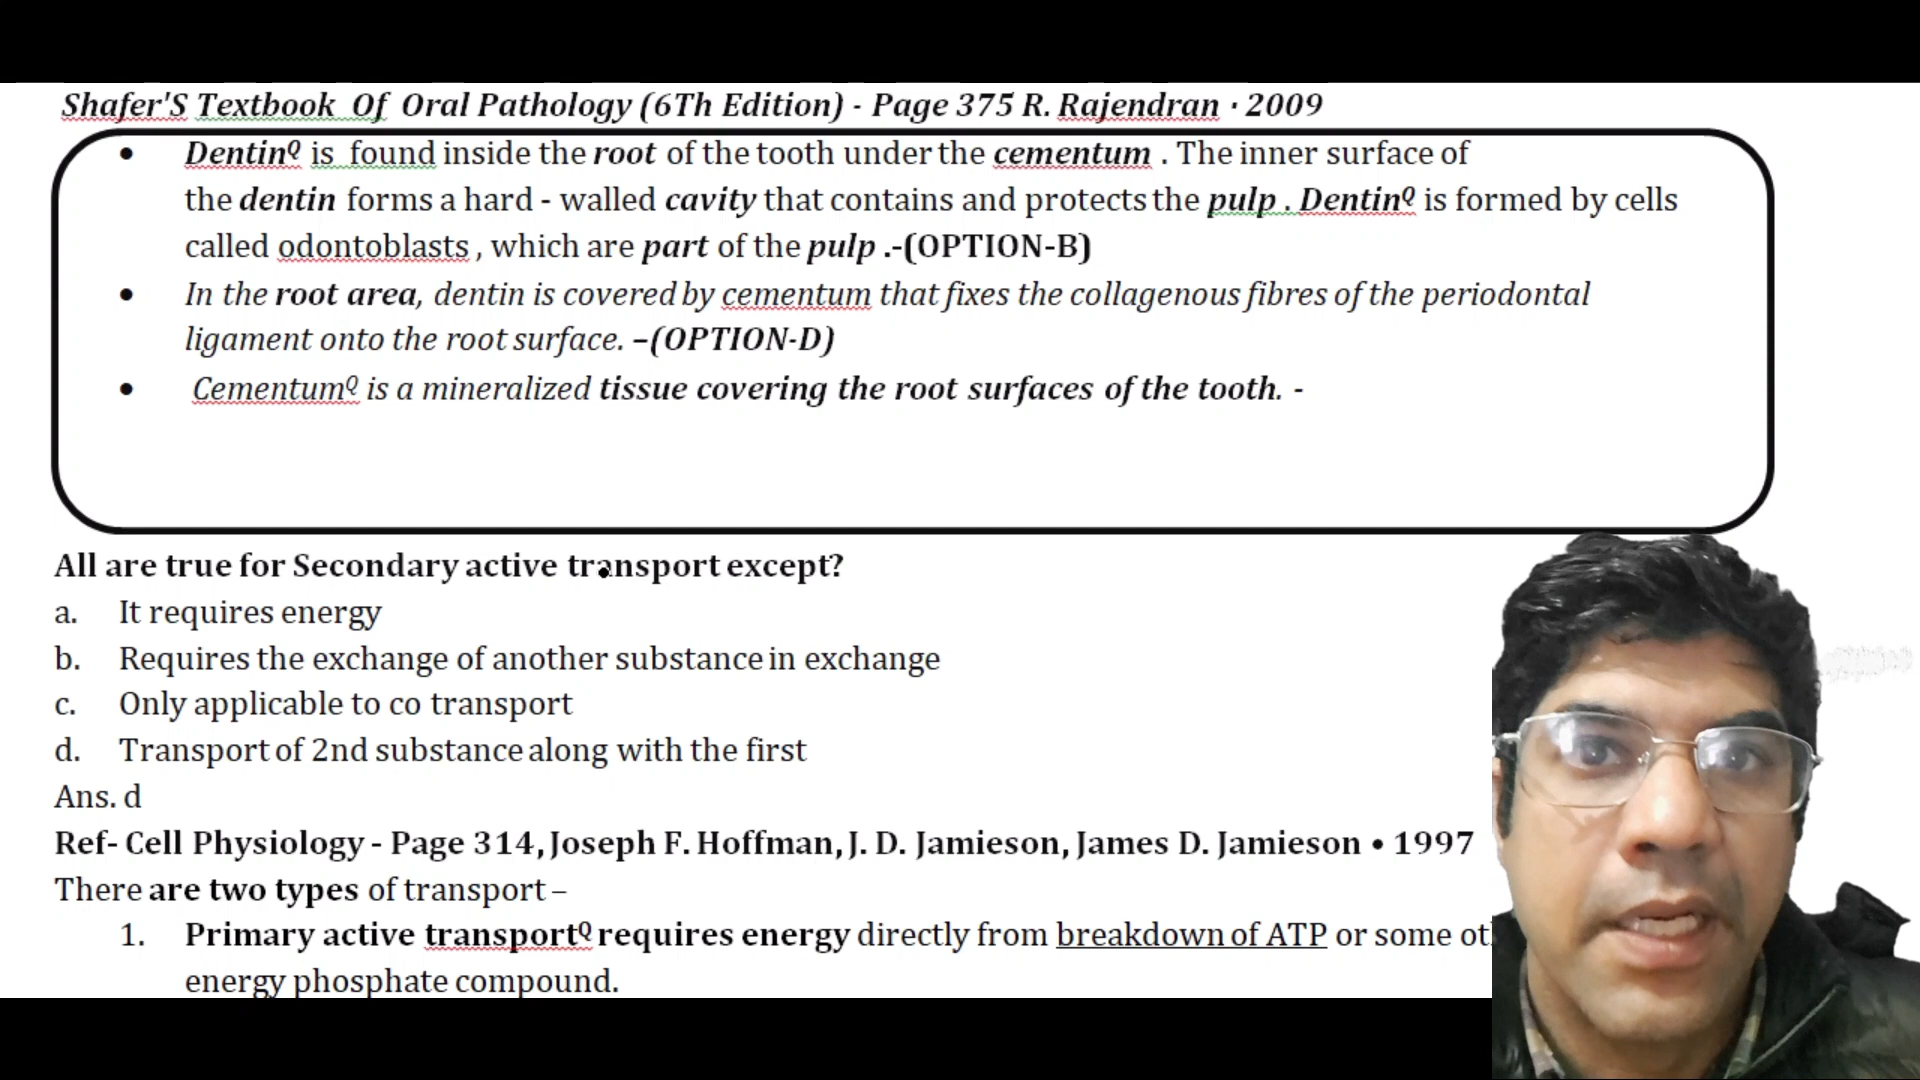 Shafer'S Textbook Of Oral Pathology (6Th Edition) - Page 375 R. Rajendran · 2009
• Dentinᵠ is found inside the root of the tooth under the cementum . The inner surface of
the dentin forms a hard - walled cavity that contains and protects the pulp . Dentinᵠ is formed by cells
called odontoblasts , which are part of the pulp .-(OPTION-B)
• In the root area, dentin is covered by cementum that fixes the collagenous fibres of the periodontal
ligament onto the root surface. –(OPTION-D)
• Cementumᵠ is a mineralized tissue covering the root surfaces of the tooth. -
All are true for Secondary active transport except?
a. It requires energy
b. Requires the exchange of another substance in exchange
c. Only applicable to co transport
d. Transport of 2nd substance along with the first
Ans. d
Ref- Cell Physiology - Page 314, Joseph F. Hoffman, J. D. Jamieson, James D. Jamieson • 1997
There are two types of transport –
1. Primary active transportᵠ requires energy directly from breakdown of ATP or some
energy phosphate compound.